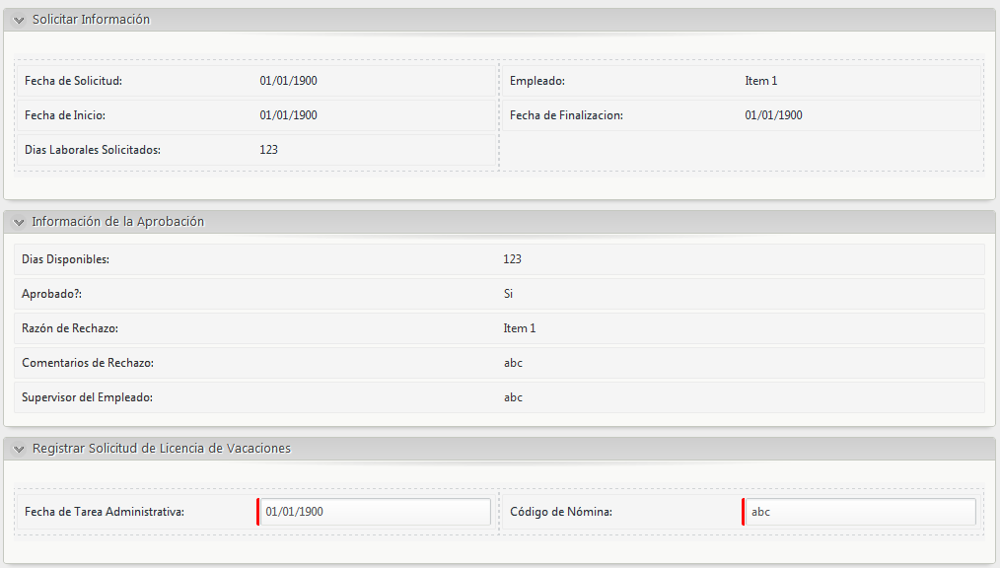 Solicitar Información
Fecha de Solicitud: 01/01/1900 Empleado: Item 1
Fecha de Inicio: 01/01/1900 Fecha de Finalizacion: 01/01/1900
Dias Laborales Solicitados: 123
Información de la Aprobación
Dias Disponibles: 123
Aprobado?: Si
Razón de Rechazo: Item 1
Comentarios de Rechazo: abc
Supervisor del Empleado: abc
Registrar Solicitud de Licencia de Vacaciones
Fecha de Tarea Administrativa: 01/01/1900 Código de Nómina: abc